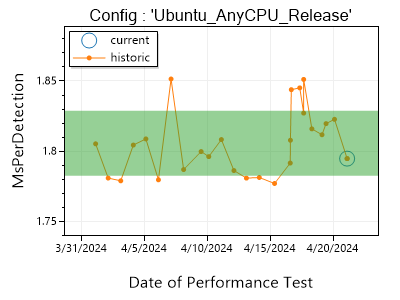 Config : 'Ubuntu_AnyCPU_Release'
current
historic
MsPerDetection
1.85
1.8
1.75
3/31/2024 4/5/2024 4/10/2024 4/15/2024 4/20/2024
Date of Performance Test